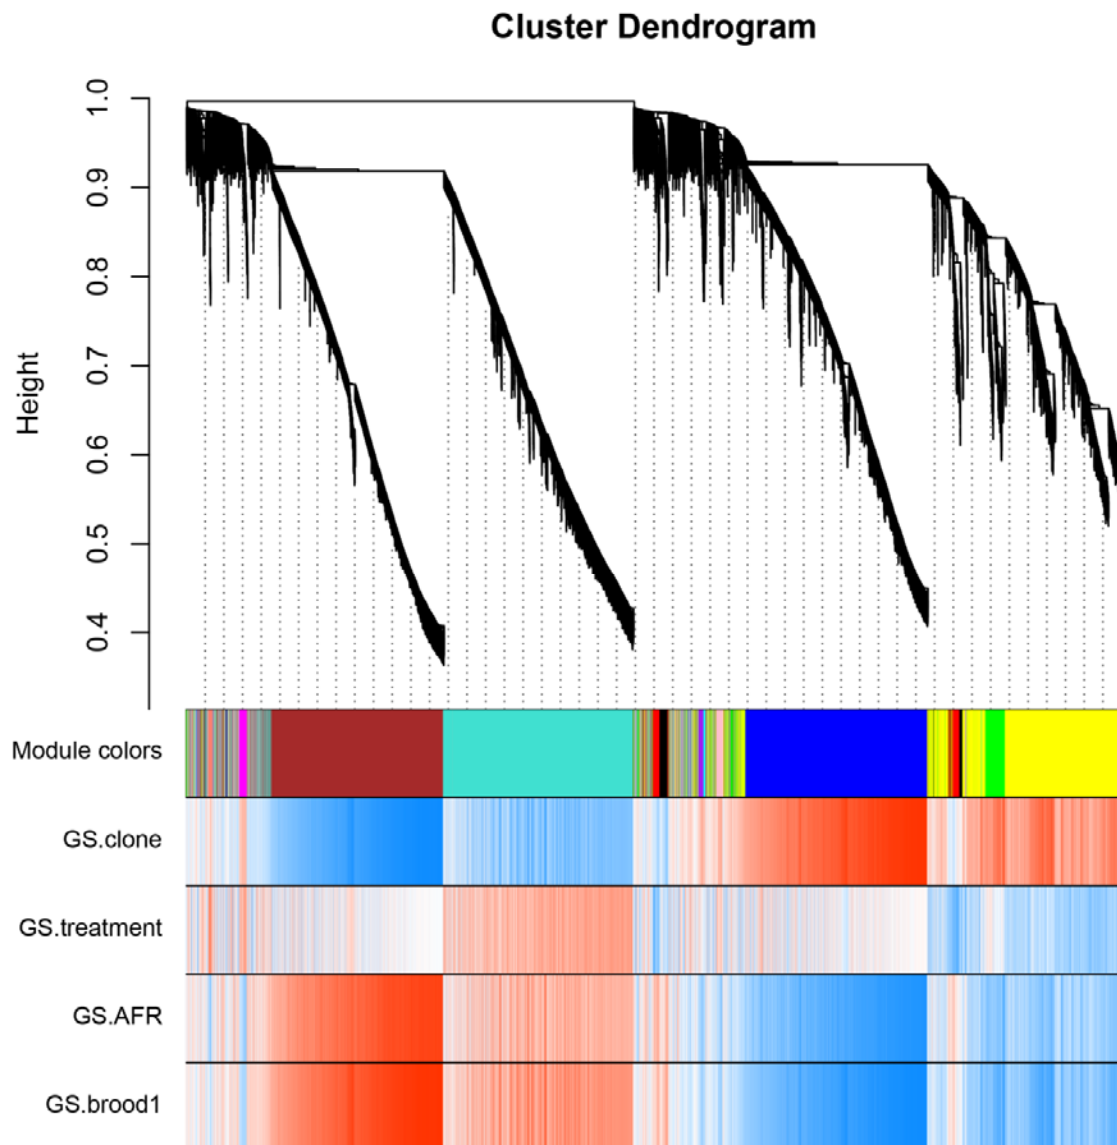 Cluster Dendrogram
Height
1.0
0.9
0.8
0.7
0.6
0.5
0.4
Module colors
GS.clone
GS.treatment
GS.AFR
GS.brood1